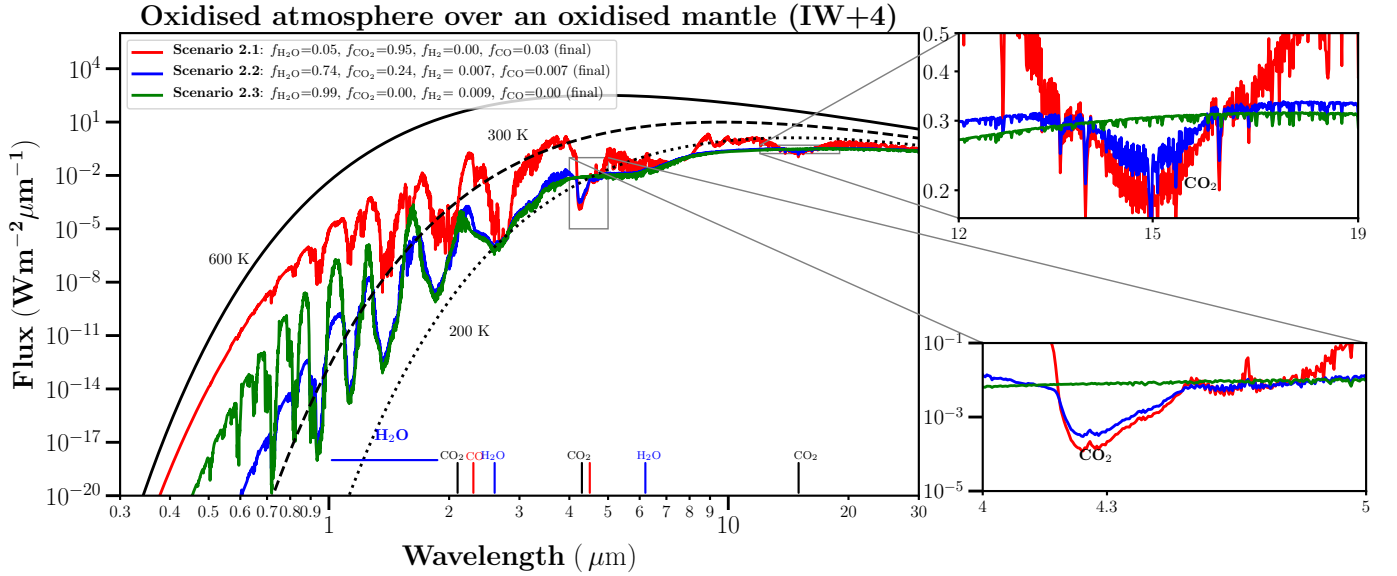 Oxidised atmosphere over an oxidised mantle (IW+4)
Scenario 2.1: f_H₂O=0.05, f_CO₂=0.95, f_H₂=0.00, f_CO=0.03 (final)
Scenario 2.2: f_H₂O=0.74, f_CO₂=0.24, f_H₂= 0.007, f_CO=0.007 (final)
Scenario 2.3: f_H₂O=0.99, f_CO₂=0.00, f_H₂= 0.009, f_CO=0.00 (final)
Flux (Wm⁻²μm⁻¹)
10⁴
10¹
10⁻²
10⁻⁵
10⁻⁸
10⁻¹¹
10⁻¹⁴
10⁻¹⁷
10⁻²⁰
600 K
300 K
200 K
H₂O
CO₂ CO H₂O CO₂ H₂O CO₂
0.3 0.4 0.5 0.6 0.7 0.8 0.9 2 3 4 5 6 7 8 9 20 30
1 10
Wavelength ( μm)
0.5
0.4
0.3
0.2
CO₂
12 15 19
10⁻¹
10⁻³
10⁻⁵
CO₂
4 4.3 5